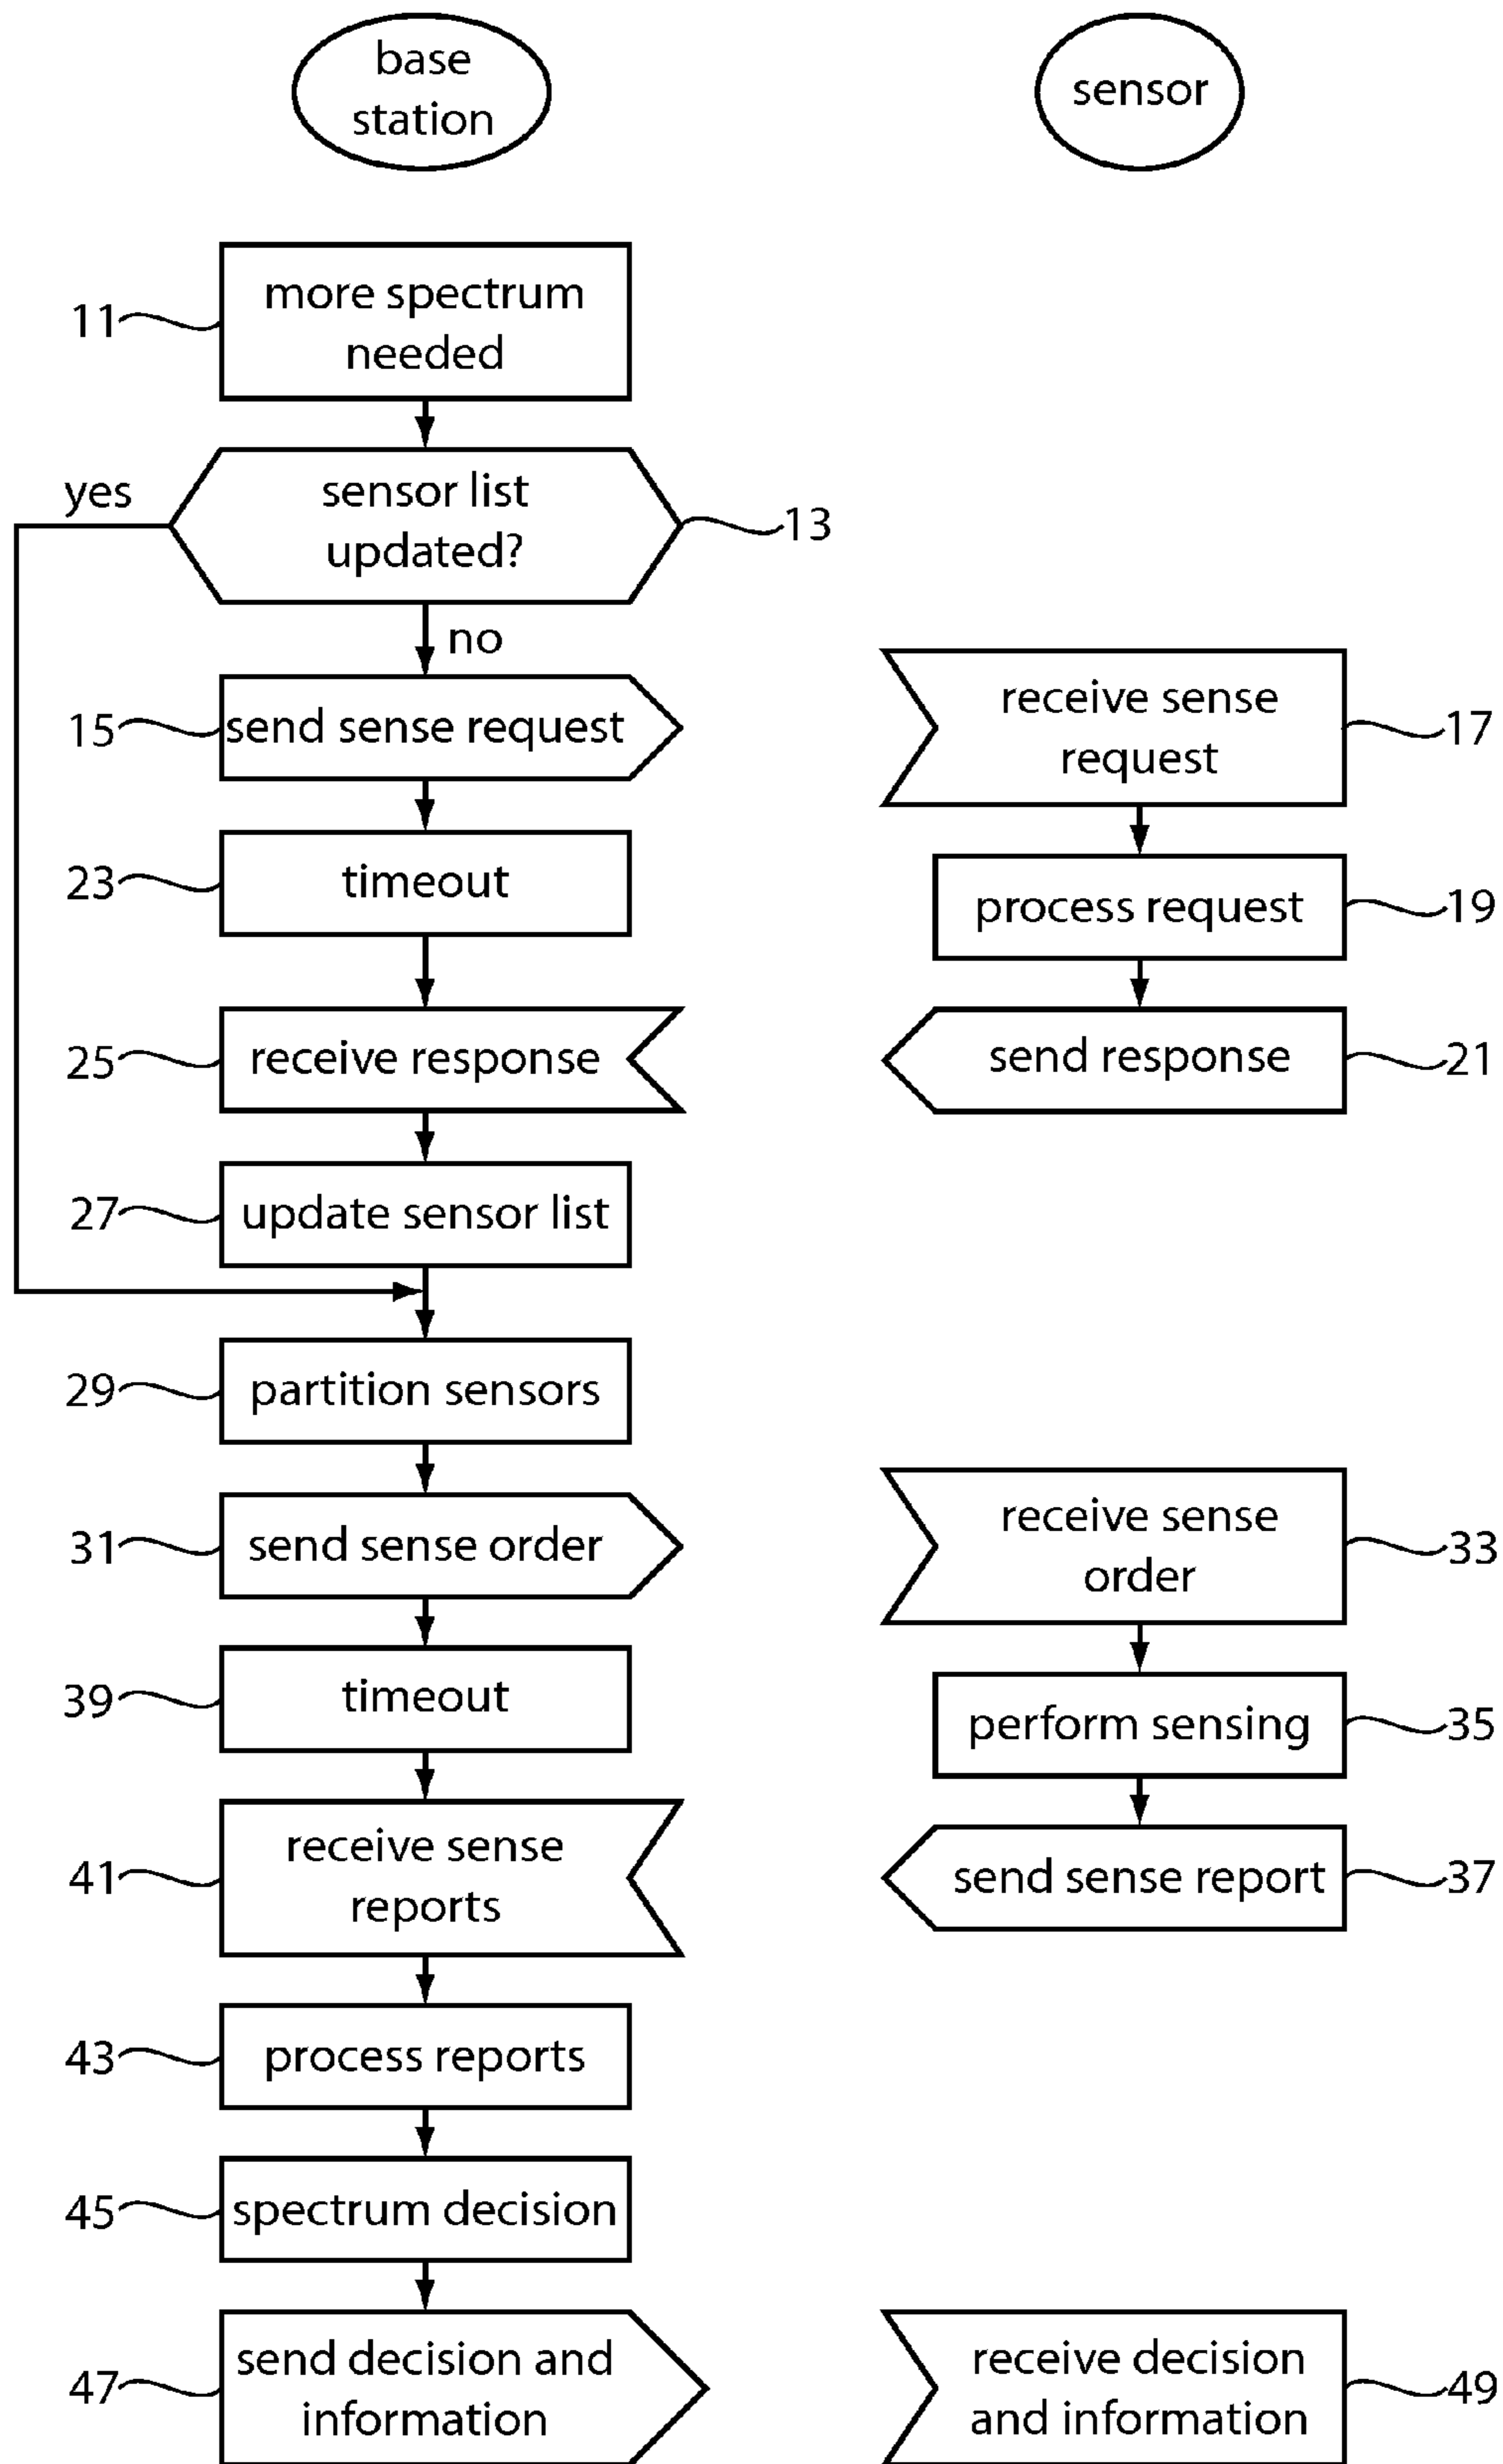 base
station
sensor
11
more spectrum
needed
yes
sensor list
updated?
13
no
15
send sense request
receive sense
request
17
23
timeout
process request
19
25
receive response
send response
21
27
update sensor list
29
partition sensors
31
send sense order
receive sense
order
33
39
timeout
perform sensing
35
41
receive sense
reports
send sense report
37
43
process reports
45
spectrum decision
47
send decision and
information
receive decision
and information
49